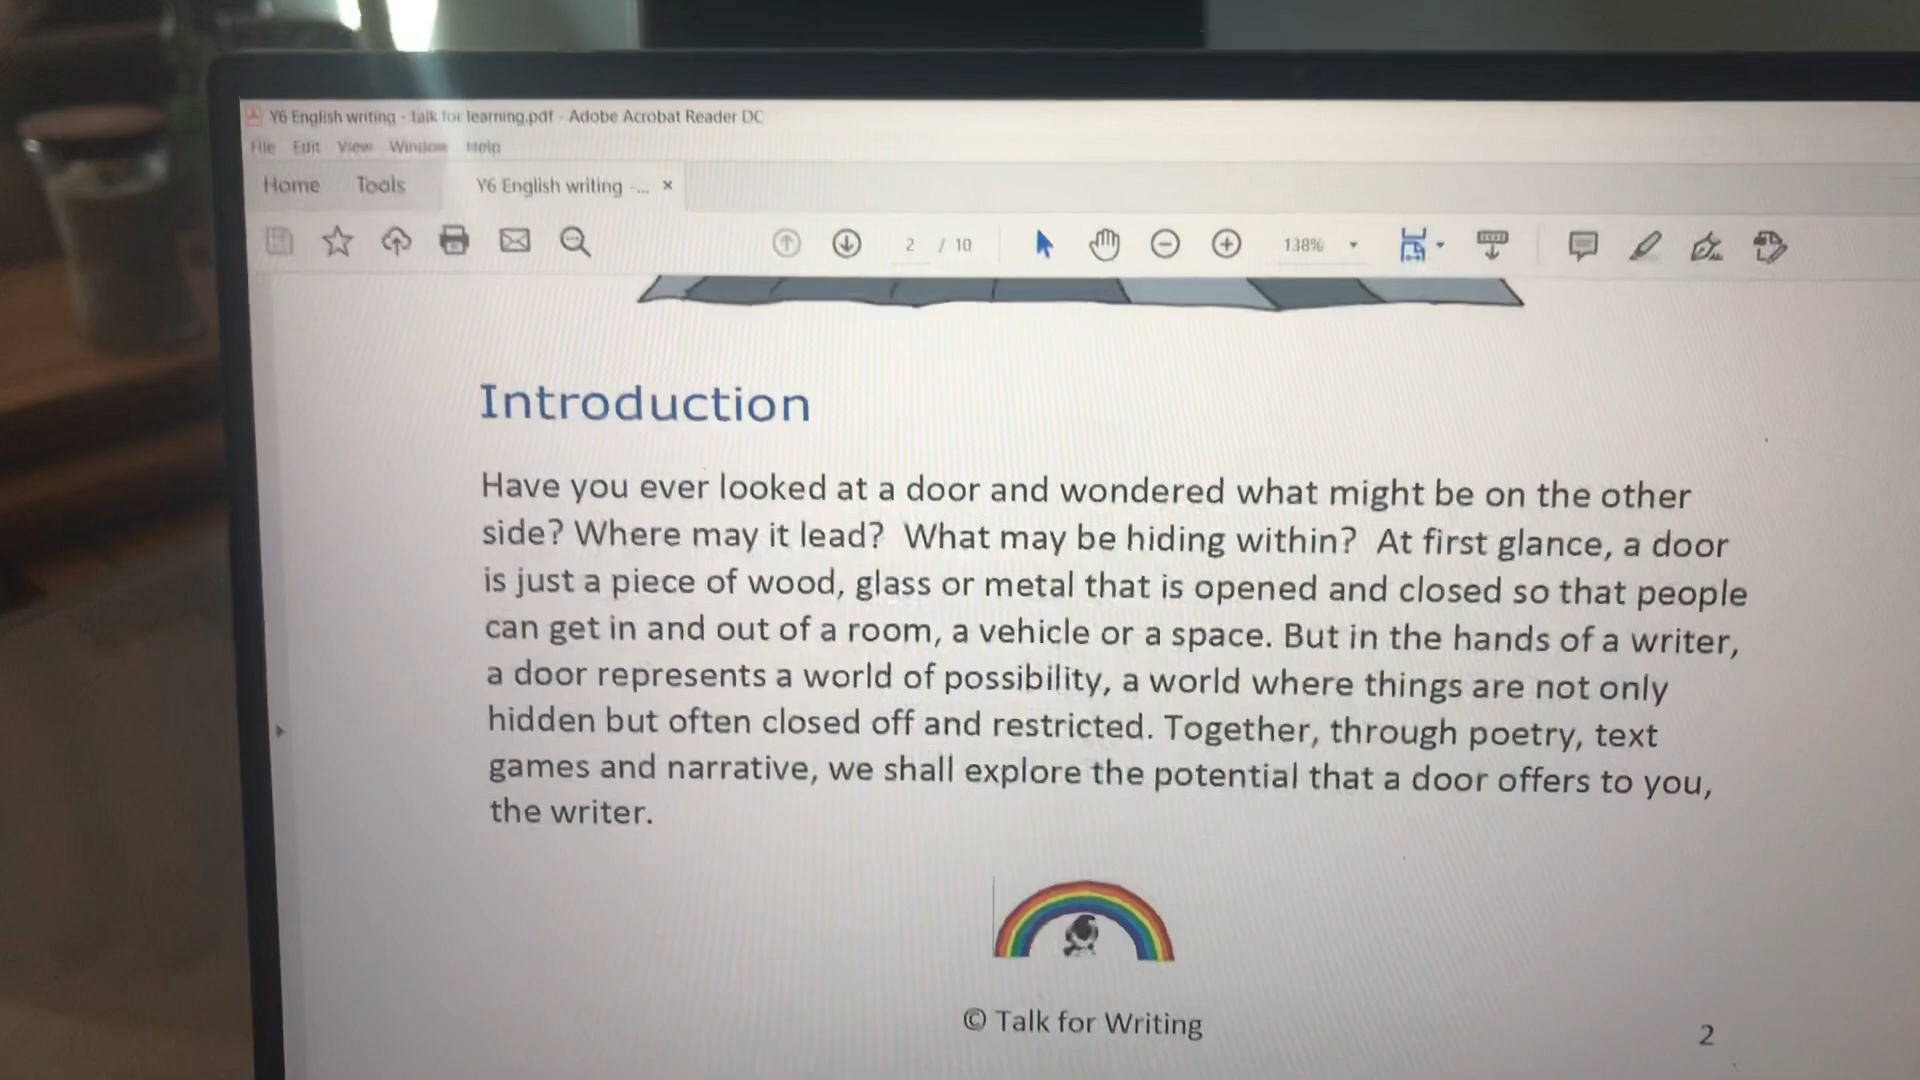 Y6 English writing - talk for learning.pdf - Adobe Acrobat Reader DC
File Edit View Window Help
Home Tools Y6 English writing -... ×
2 / 10 138%
Introduction
Have you ever looked at a door and wondered what might be on the other
side? Where may it lead?  What may be hiding within?  At first glance, a door
is just a piece of wood, glass or metal that is opened and closed so that people
can get in and out of a room, a vehicle or a space. But in the hands of a writer,
a door represents a world of possibility, a world where things are not only
hidden but often closed off and restricted. Together, through poetry, text
games and narrative, we shall explore the potential that a door offers to you,
the writer.
© Talk for Writing
2